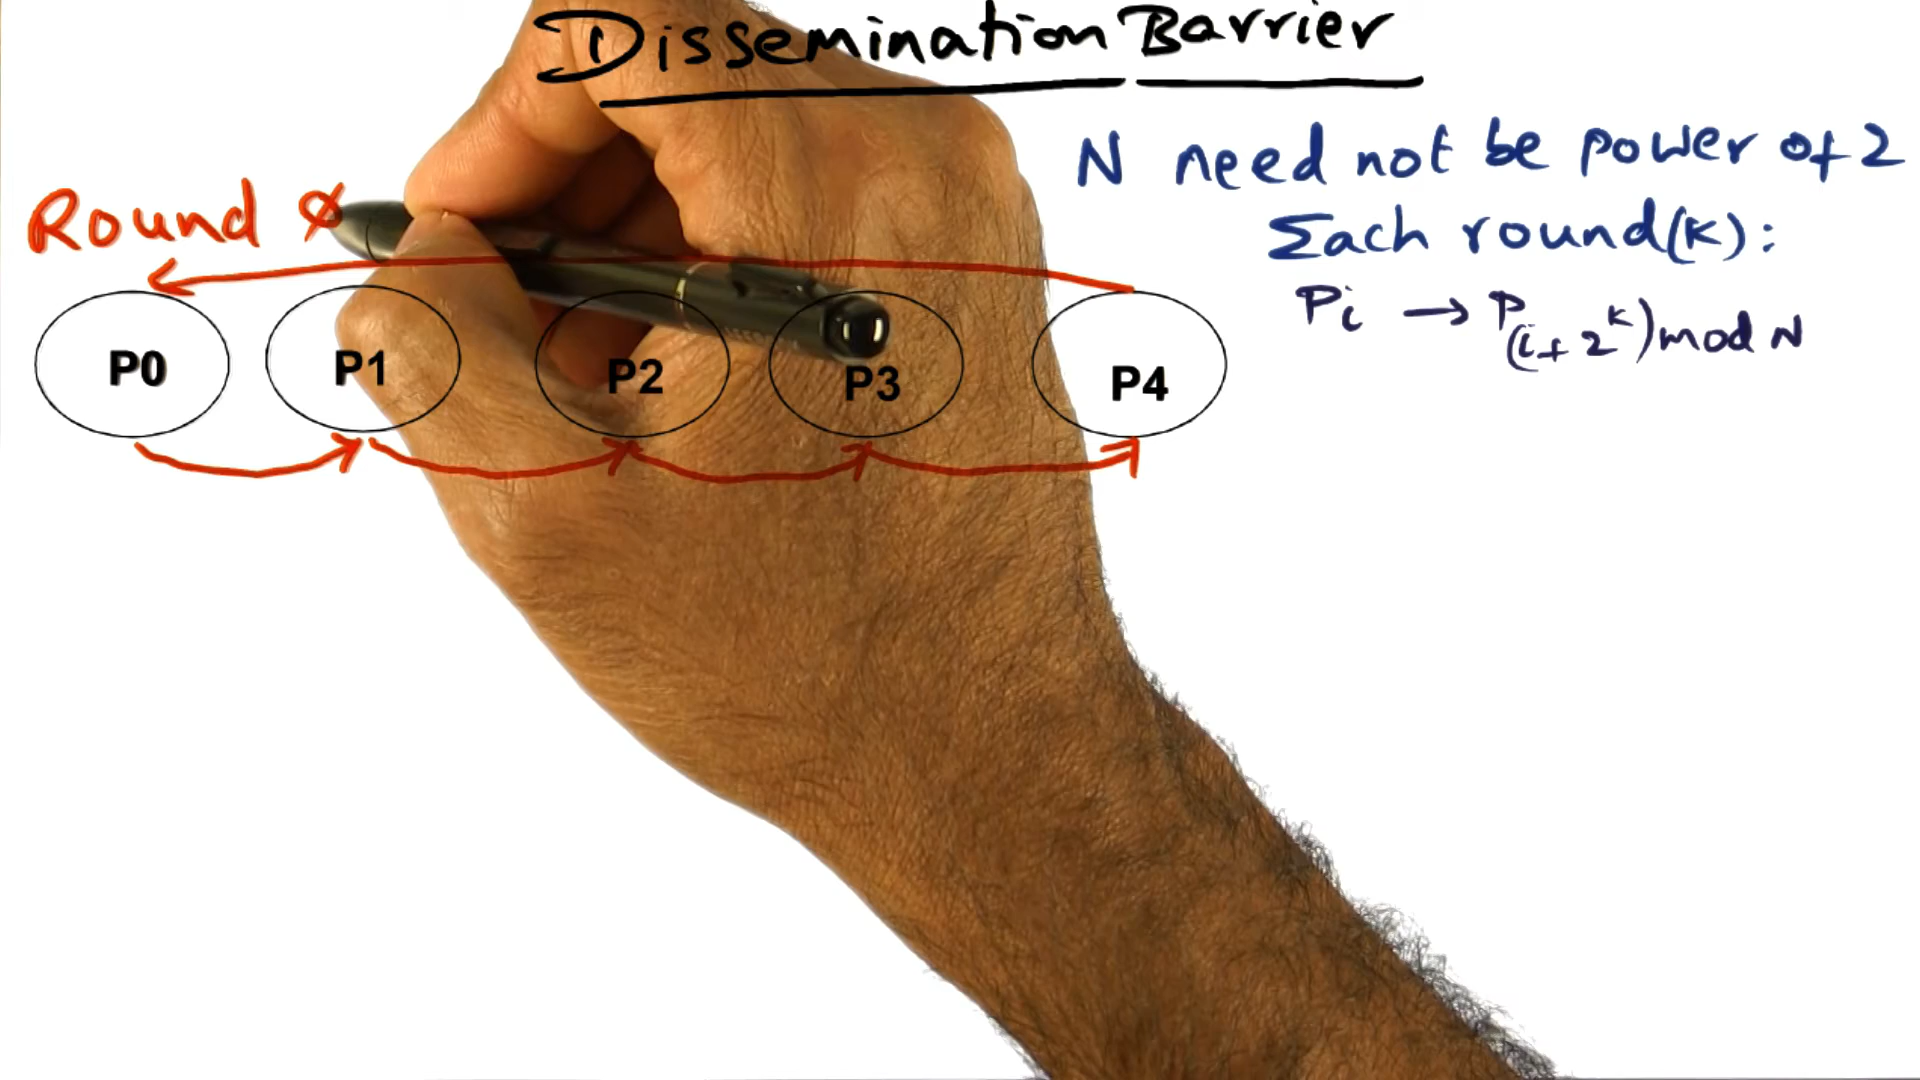 Dissemination Barrier
N need not be power of 2
Each round(k):
Pi → P(i+2^k) mod N
Round 0
P0 P1 P2 P3 P4